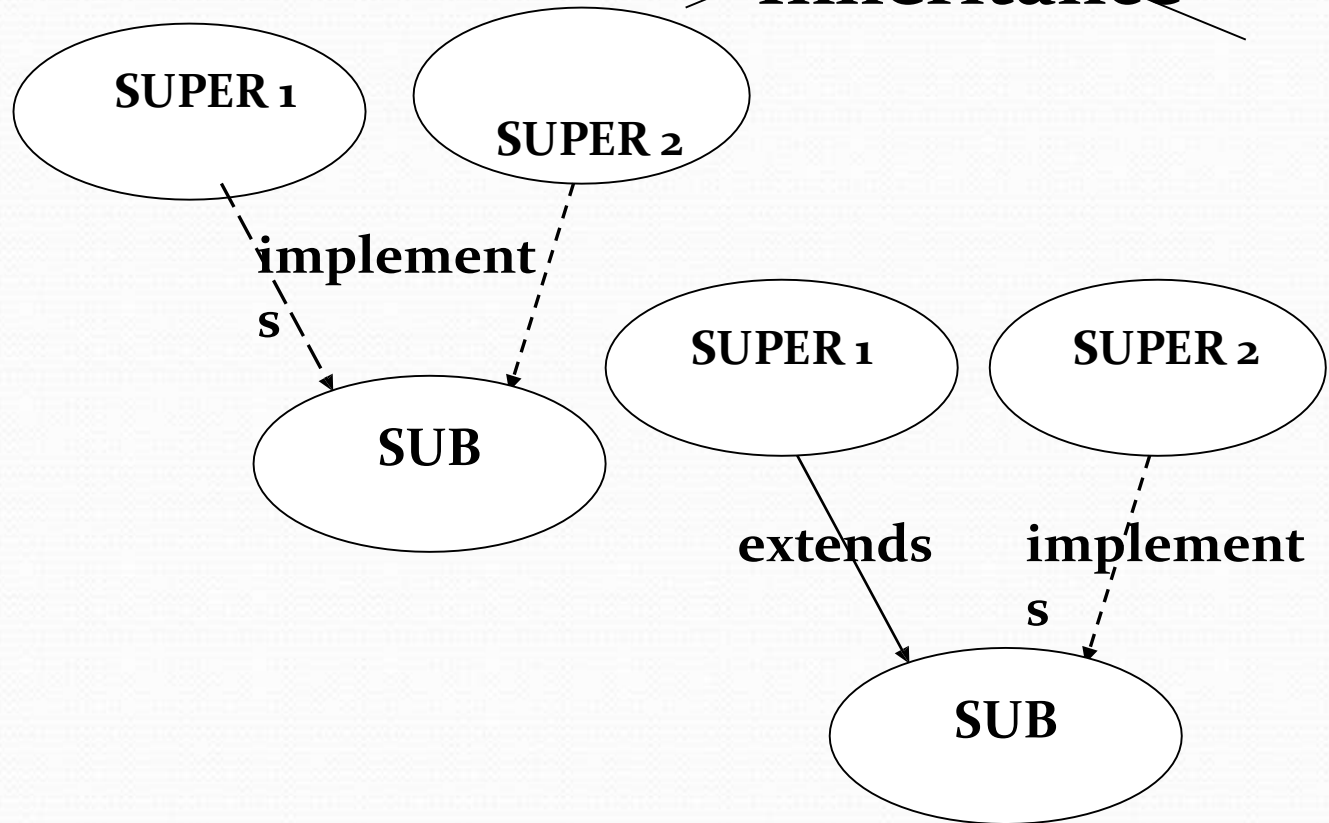 inheritance
SUPER 1
SUPER 2
implement
s
SUB
SUPER 1
SUPER 2
extends
implement
s
SUB